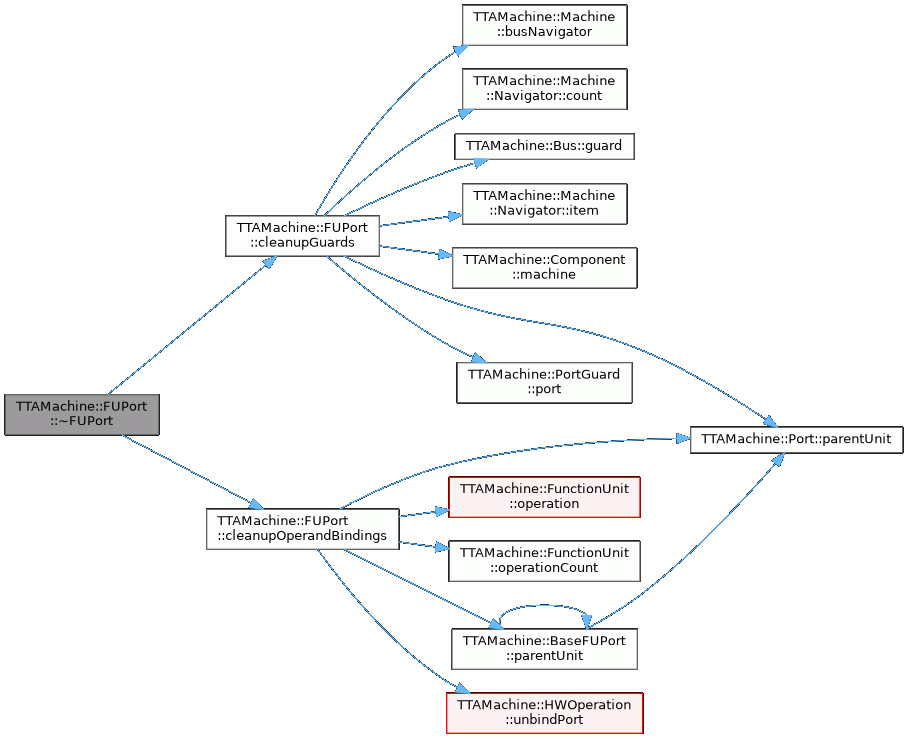 TTAMachine::Machine
::busNavigator
TTAMachine::Machine
::Navigator::count
TTAMachine::Bus::guard
TTAMachine::Machine
::Navigator::item
TTAMachine::FUPort
::cleanupGuards
TTAMachine::Component
::machine
TTAMachine::PortGuard
::port
TTAMachine::FUPort
::~FUPort
TTAMachine::Port::parentUnit
TTAMachine::FunctionUnit
::operation
TTAMachine::FUPort
::cleanupOperandBindings
TTAMachine::FunctionUnit
::operationCount
TTAMachine::BaseFUPort
::parentUnit
TTAMachine::HWOperation
::unbindPort